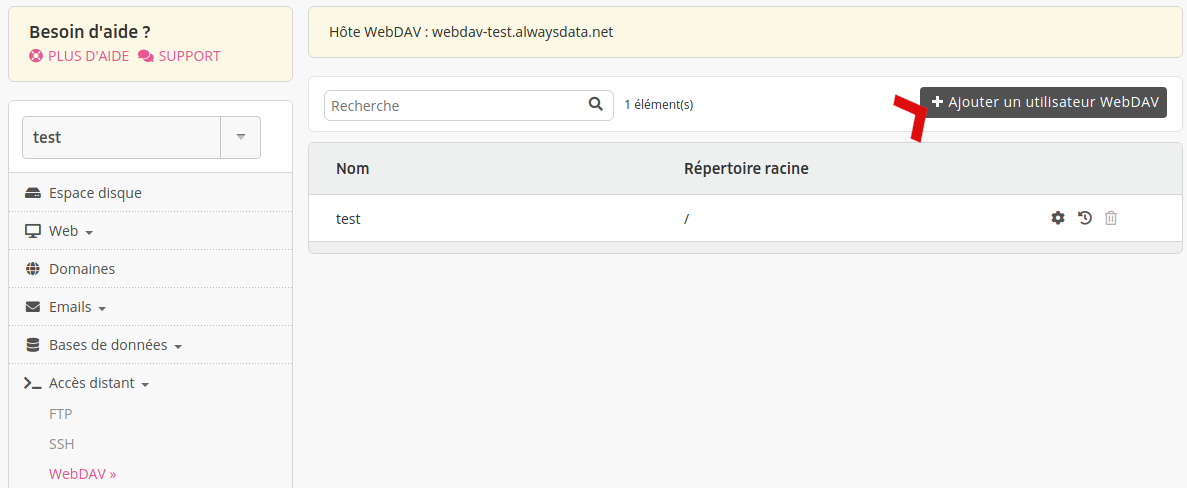 Besoin d'aide ?
PLUS D'AIDE SUPPORT
test
Espace disque
Web
Domaines
Emails
Bases de données
Accès distant
FTP
SSH
WebDAV »
Hôte WebDAV : webdav-test.alwaysdata.net
Recherche
1 élément(s)
Ajouter un utilisateur WebDAV
Nom Répertoire racine
test /